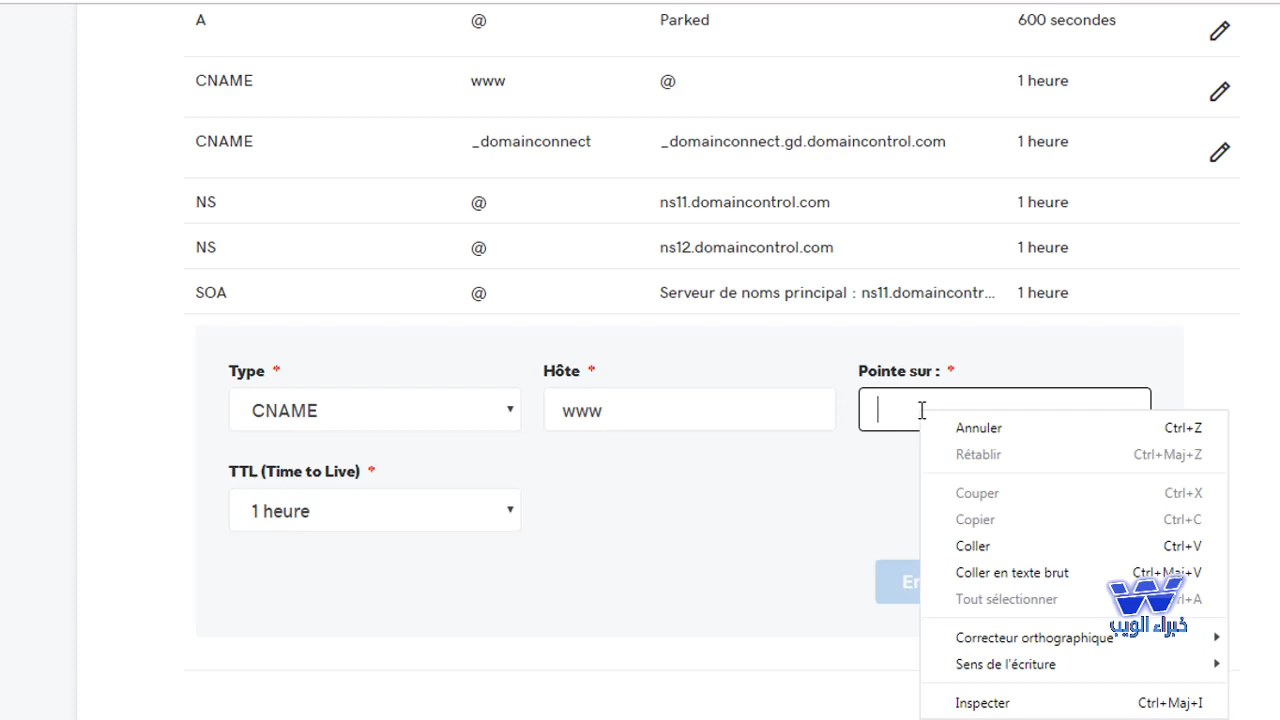 A @ Parked 600 secondes
CNAME www @ 1 heure
CNAME _domainconnect _domainconnect.gd.domaincontrol.com 1 heure
NS @ ns11.domaincontrol.com 1 heure
NS @ ns12.domaincontrol.com 1 heure
SOA @ Serveur de noms principal : ns11.domaincontr... 1 heure
Type * Hôte * Pointe sur : *
CNAME www
TTL (Time to Live) *
1 heure
En
Annuler Ctrl+Z
Rétablir Ctrl+Maj+Z
Couper Ctrl+X
Copier Ctrl+C
Coller Ctrl+V
Coller en texte brut Ctrl+Maj+V
Tout sélectionner
Correcteur orthographique
Sens de l'écriture
Inspecter Ctrl+Maj+I
خبراء الويب